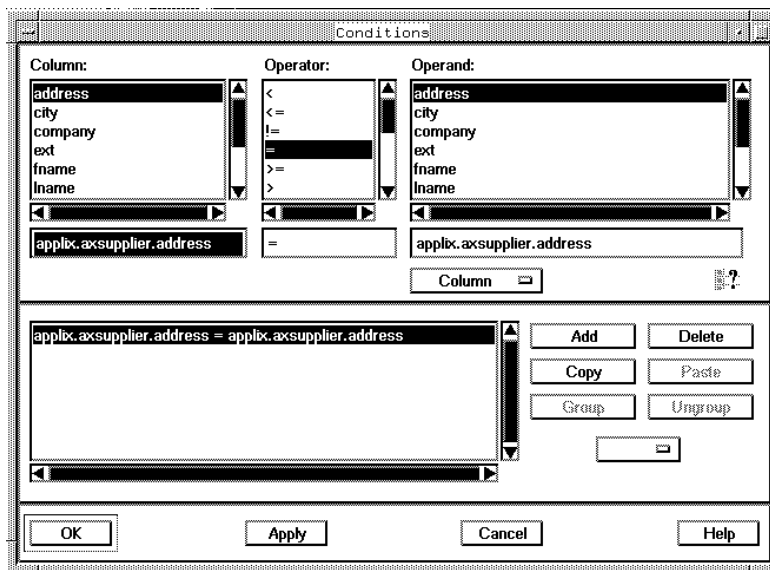 Conditions
Column: Operator: Operand:
address < address
city <= city
company != company
ext = ext
fname >= fname
lname > lname
applix.axsupplier.address = applix.axsupplier.address
Column ?
applix.axsupplier.address = applix.axsupplier.address
Add Delete
Copy Paste
Group Ungroup
OK Apply Cancel Help